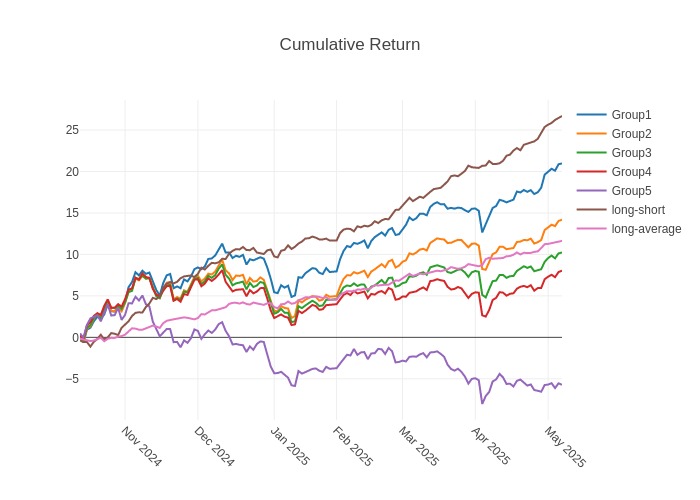 Cumulative Return
25
20
15
10
5
0
−5
Nov 2024
Dec 2024
Jan 2025
Feb 2025
Mar 2025
Apr 2025
May 2025
Group1
Group2
Group3
Group4
Group5
long-short
long-average